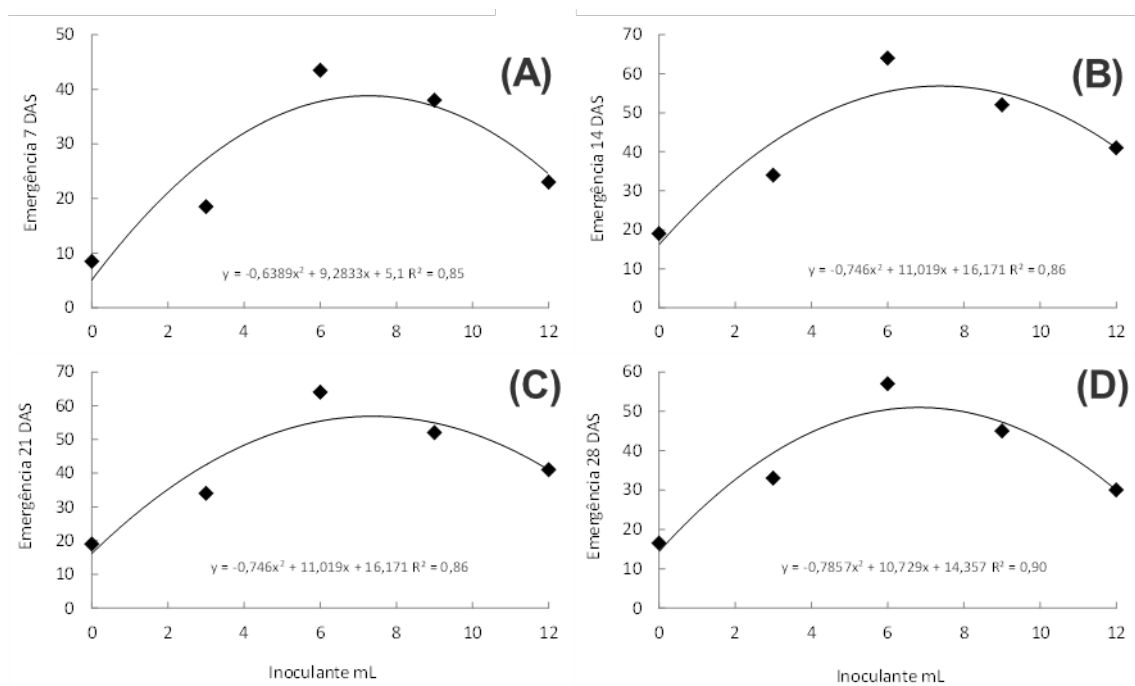 (A)
Emergência 7 DAS
50
40
30
20
10
0
y = -0,6389x² + 9,2833x + 5,1 R² = 0,85
0 2 4 6 8 10 12
(B)
Emergência 14 DAS
70
60
50
40
30
20
10
0
y = -0,746x² + 11,019x + 16,171 R² = 0,86
0 2 4 6 8 10 12
(C)
Emergência 21 DAS
70
60
50
40
30
20
10
0
y = -0,746x² + 11,019x + 16,171 R² = 0,86
0 2 4 6 8 10 12
Inoculante mL
(D)
Emergência 28 DAS
60
50
40
30
20
10
0
y = -0,7857x² + 10,729x + 14,357 R² = 0,90
0 2 4 6 8 10 12
Inoculante mL